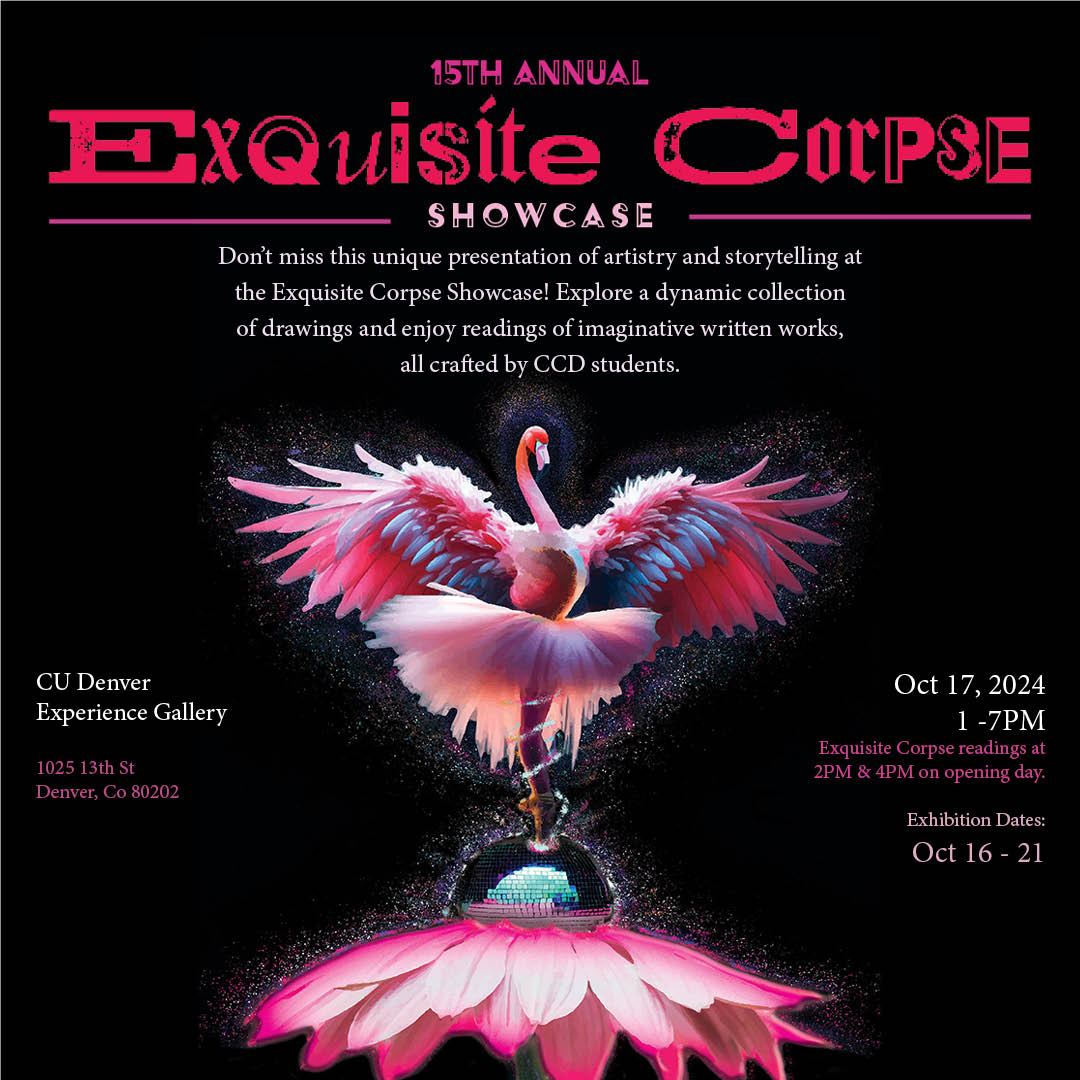 15TH ANNUAL
ExQuisíte CorPSE
SHOWCASE
Don't miss this unique presentation of artistry and storytelling at
the Exquisite Corpse Showcase! Explore a dynamic collection
of drawings and enjoy readings of imaginative written works,
all crafted by CCD students.
CU Denver
Experience Gallery
1025 13th St
Denver, Co 80202
Oct 17, 2024
1 -7PM
Exquisite Corpse readings at
2PM & 4PM on opening day.
Exhibition Dates:
Oct 16 - 21